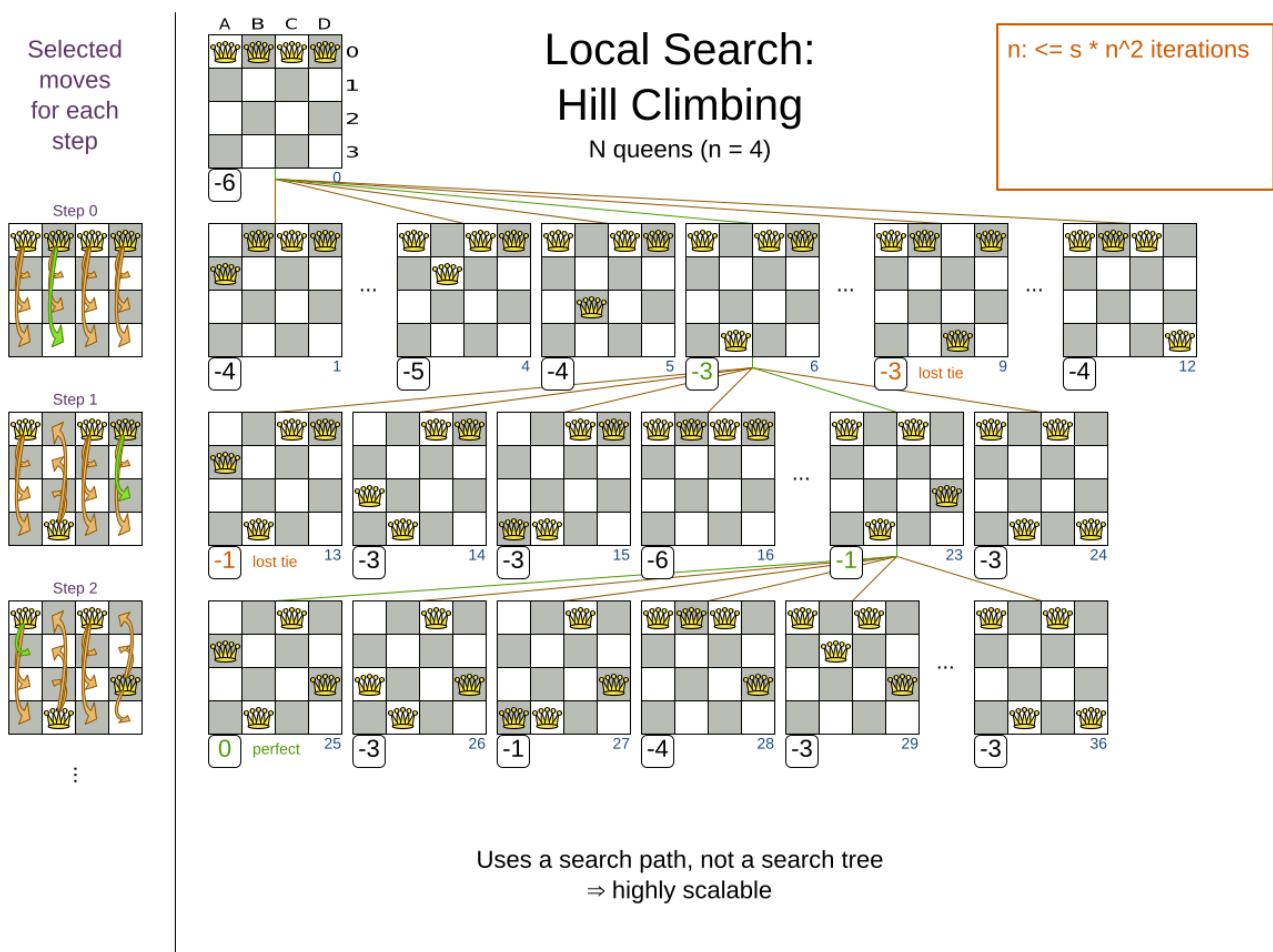 Selected
moves
for each
step
A B C D
0
1
2
3
Local Search:
Hill Climbing
N queens (n = 4)
n: <= s * n^2 iterations
-6
0
Step 0
...
...
...
-4
1
-5
4
-4
5
-3
6
-3
lost tie
9
-4
12
Step 1
...
-1
lost tie
13
-3
14
-3
15
-6
16
-1
23
-3
24
Step 2
...
0
perfect
25
-3
26
-1
27
-4
28
-3
29
-3
36
⋮
Uses a search path, not a search tree
⇒ highly scalable